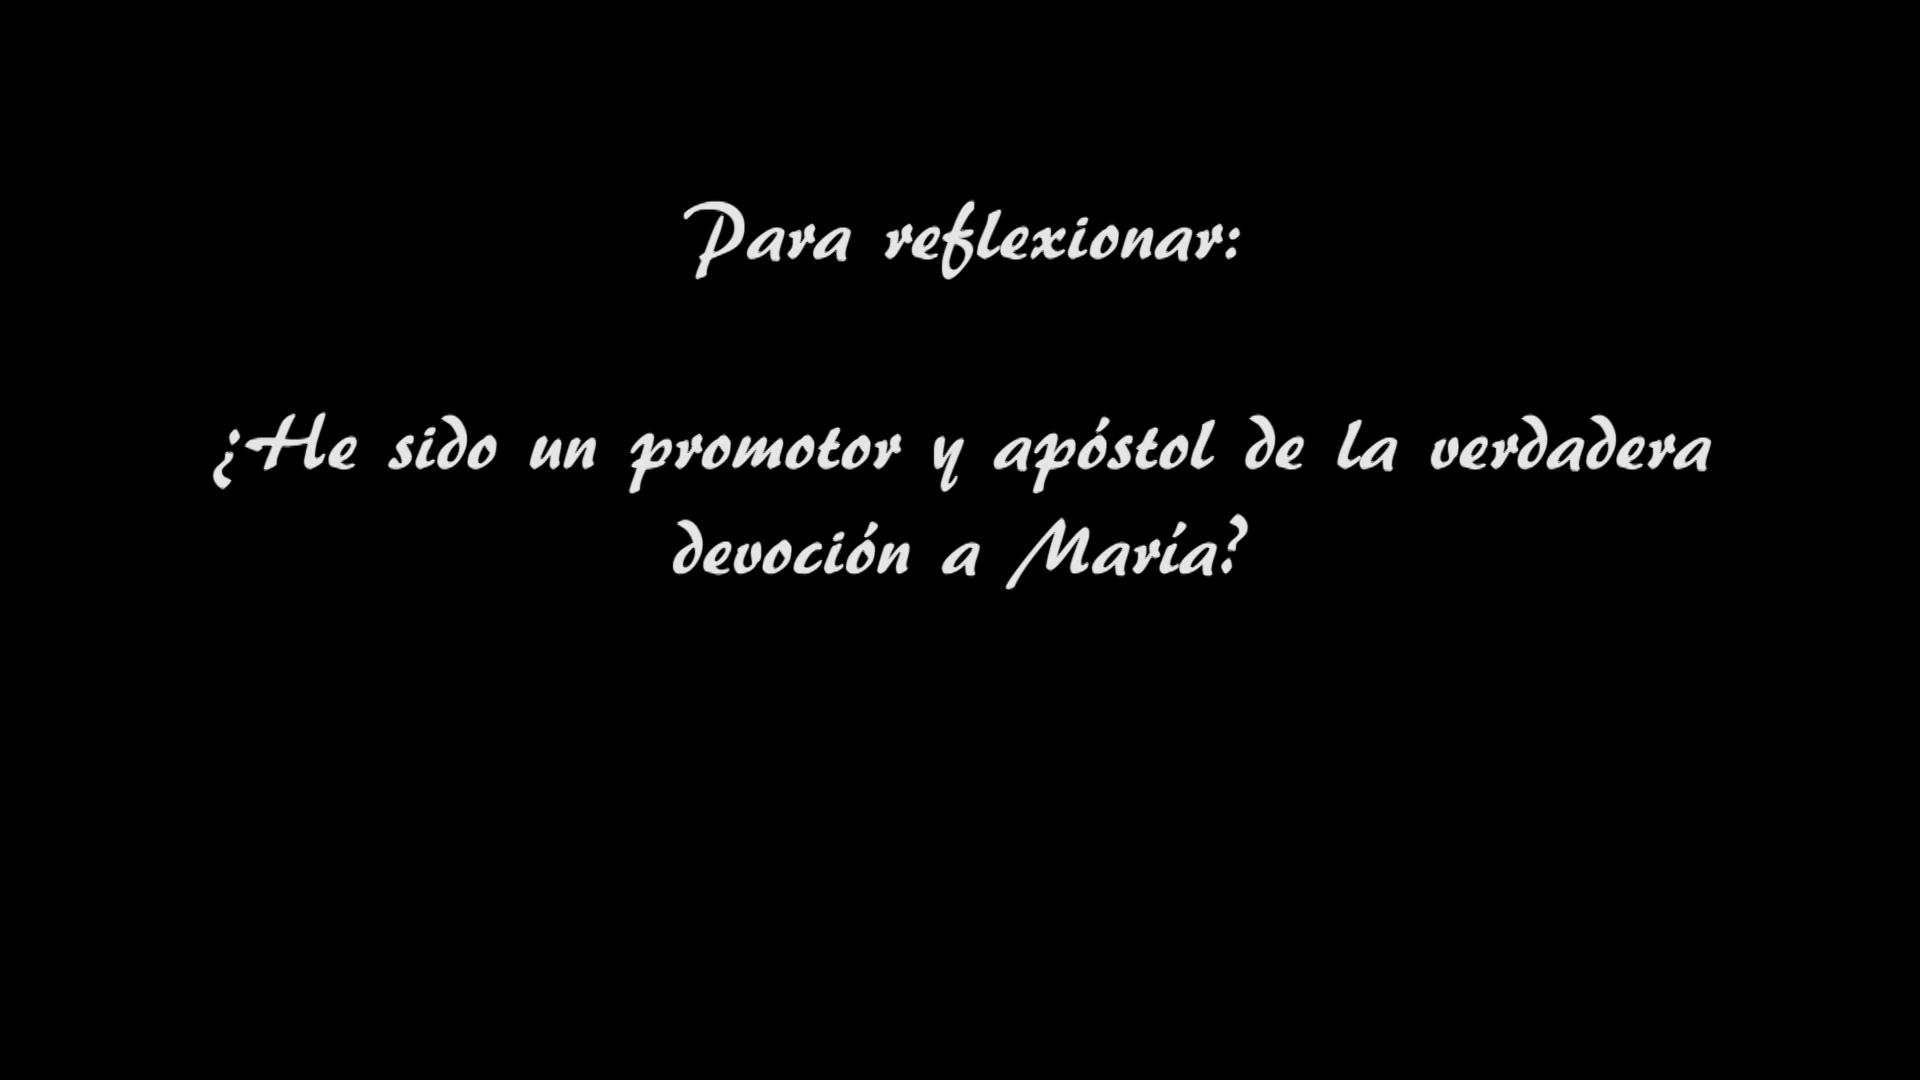 Para reflexionar:
¿He sido un promotor y apóstol de la verdadera
devoción a María?